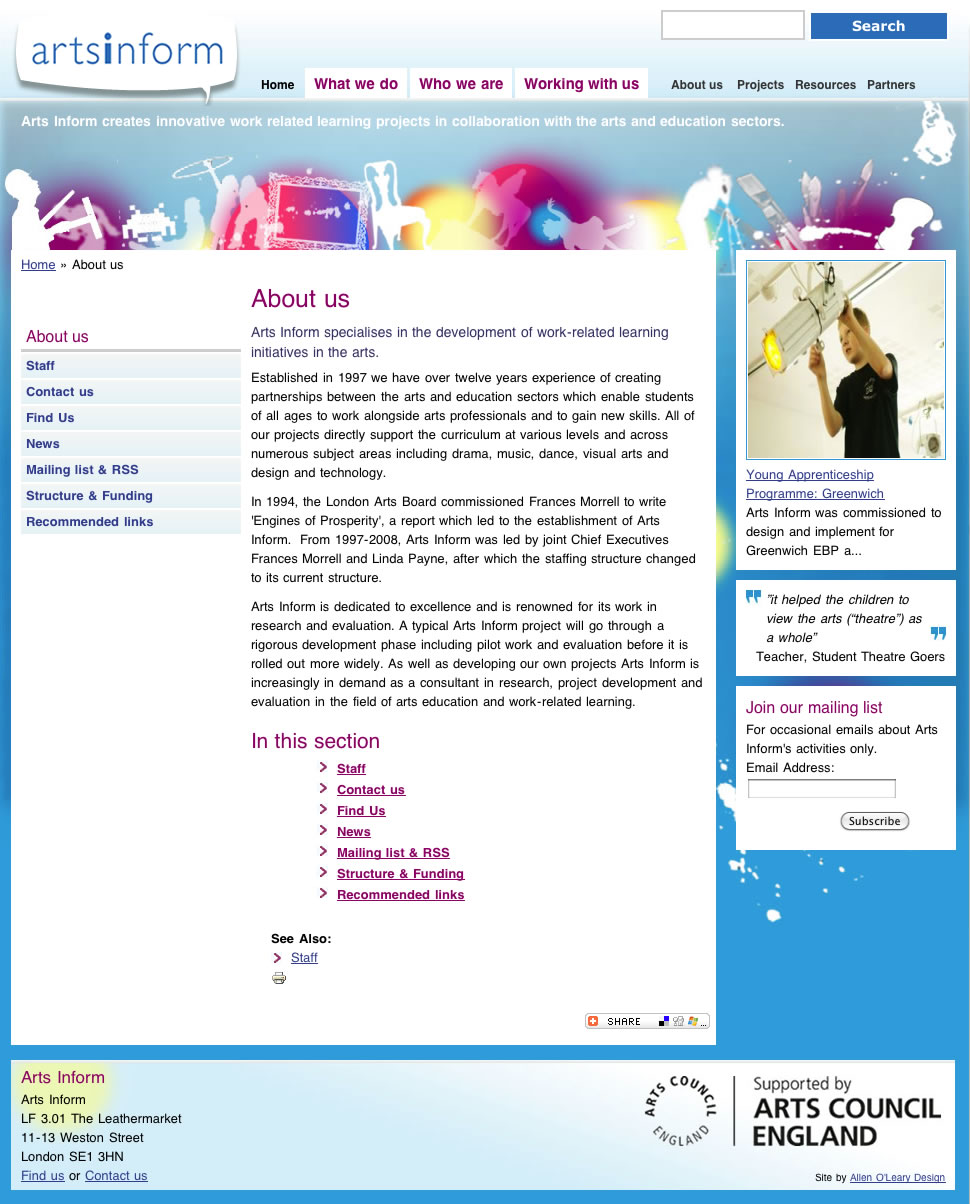 artsinform
Search
Home
What we do
Who we are
Working with us
About us
Projects
Resources
Partners
Arts Inform creates innovative work related learning projects in collaboration with the arts and education sectors.
Home » About us
About us
Staff
Contact us
Find Us
News
Mailing list & RSS
Structure & Funding
Recommended links
About us
Arts Inform specialises in the development of work-related learning
initiatives in the arts.
Established in 1997 we have over twelve years experience of creating
partnerships between the arts and education sectors which enable students
of all ages to work alongside arts professionals and to gain new skills. All of
our projects directly support the curriculum at various levels and across
numerous subject areas including drama, music, dance, visual arts and
design and technology.
In 1994, the London Arts Board commissioned Frances Morrell to write
'Engines of Prosperity', a report which led to the establishment of Arts
Inform.  From 1997-2008, Arts Inform was led by joint Chief Executives
Frances Morrell and Linda Payne, after which the staffing structure changed
to its current structure.
Arts Inform is dedicated to excellence and is renowned for its work in
research and evaluation. A typical Arts Inform project will go through a
rigorous development phase including pilot work and evaluation before it is
rolled out more widely. As well as developing our own projects Arts Inform is
increasingly in demand as a consultant in research, project development and
evaluation in the field of arts education and work-related learning.
In this section
Staff
Contact us
Find Us
News
Mailing list & RSS
Structure & Funding
Recommended links
See Also:
Staff
SHARE
...
Young Apprenticeship
Programme: Greenwich
Arts Inform was commissioned to
design and implement for
Greenwich EBP a...
"it helped the children to
view the arts (“theatre”) as
a whole”
Teacher, Student Theatre Goers
Join our mailing list
For occasional emails about Arts
Inform's activities only.
Email Address:
Subscribe
Arts Inform
Arts Inform
LF 3.01 The Leathermarket
11-13 Weston Street
London SE1 3HN
Find us or Contact us
ARTS COUNCIL
ENGLAND
Supported by
ARTS COUNCIL
ENGLAND
Site by Allen O'Leary Design